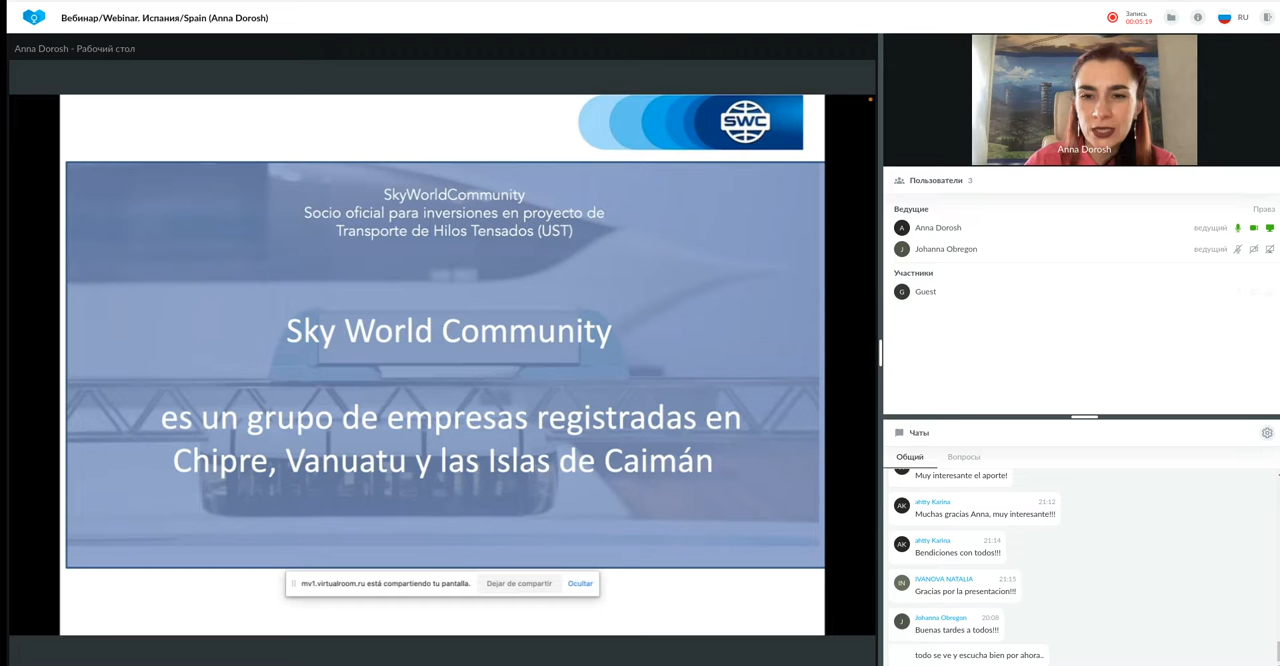 Вебинар/Webinar. Испания/Spain (Anna Dorosh)
Запись
00:05:19
RU
Anna Dorosh - Рабочий стол
SWC
SkyWorldCommunity
Socio oficial para inversiones en proyecto de
Transporte de Hilos Tensados (UST)
Sky World Community
es un grupo de empresas registradas en
Chipre, Vanuatu y las Islas de Caimán
mv1.virtualroom.ru está compartiendo tu pantalla.
Dejar de compartir
Ocultar
Anna Dorosh
Пользователи 3
Ведущие
Права
A
Anna Dorosh
ведущий
J
Johanna Obregon
ведущий
Участники
G
Guest
Чаты
Общий
Вопросы
Muy interesante el aporte!
AK
ahtty Karina
21:12
Muchas gracias Anna, muy interesante!!!
AK
ahtty Karina
21:14
Bendiciones con todos!!!
IN
IVANOVA NATALIA
21:15
Gracias por la presentacion!!!
J
Johanna Obregon
20:08
Buenas tardes a todos!!!
todo se ve y escucha bien por ahora..